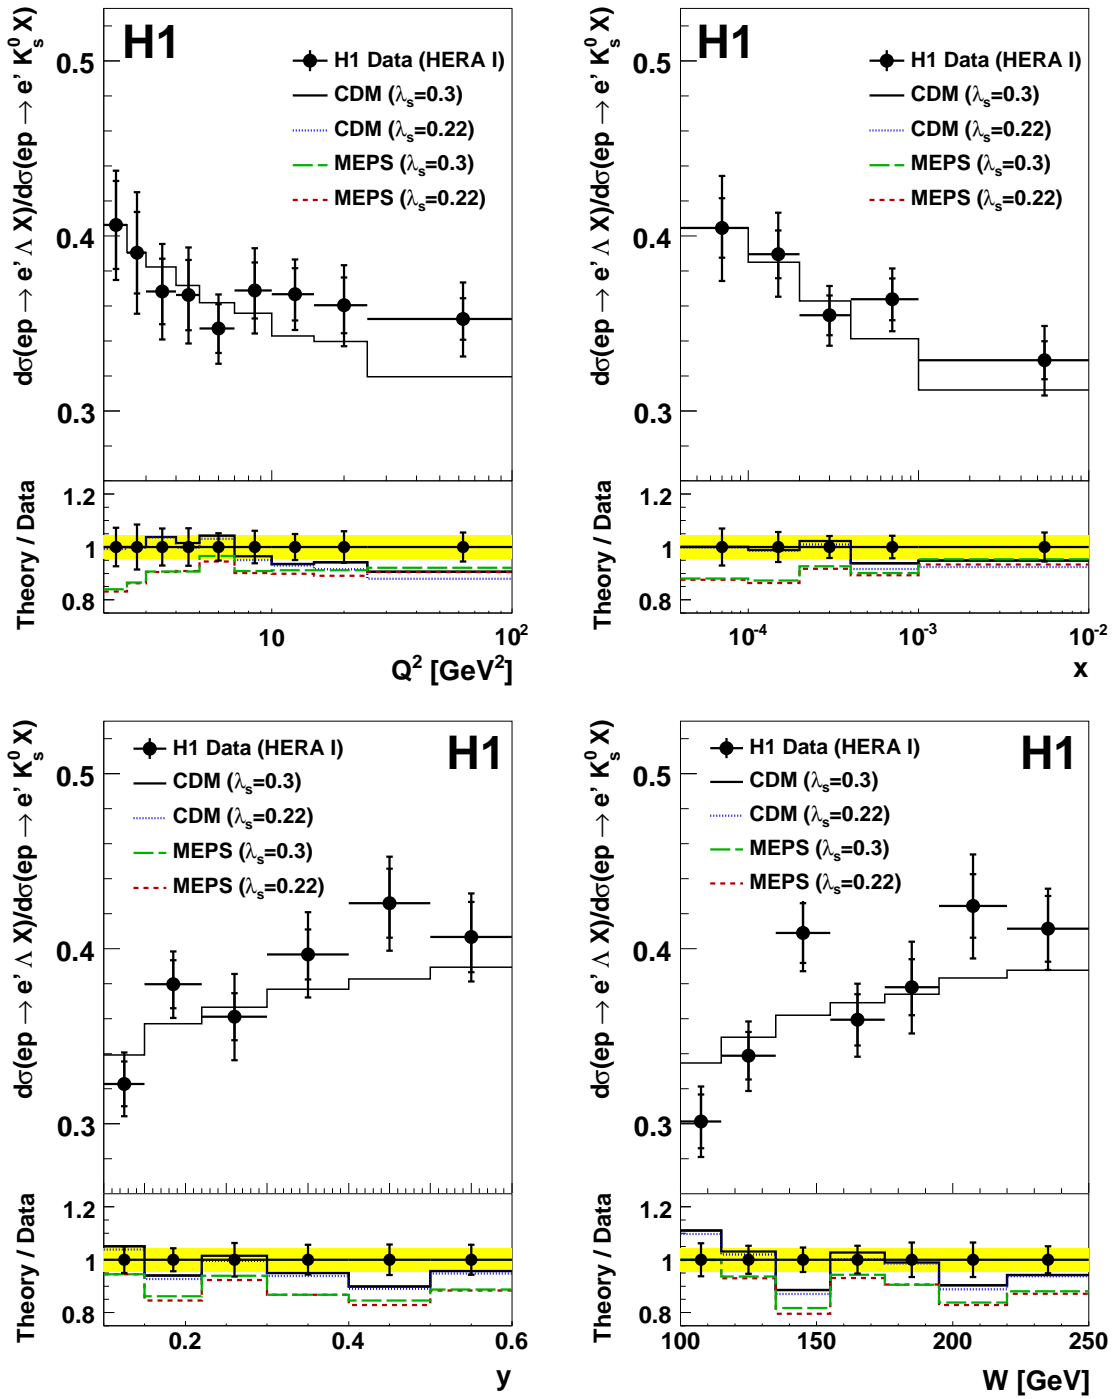 H1
dσ(ep → e' Λ X)/dσ(ep → e' K⁰ₛ X)
0.5
0.4
0.3
H1 Data (HERA I)
CDM (λₛ=0.3)
CDM (λₛ=0.22)
MEPS (λₛ=0.3)
MEPS (λₛ=0.22)
Theory / Data
1.2
1
0.8
10
10²
Q² [GeV²]
H1
dσ(ep → e' Λ X)/dσ(ep → e' K⁰ₛ X)
0.5
0.4
0.3
H1 Data (HERA I)
CDM (λₛ=0.3)
CDM (λₛ=0.22)
MEPS (λₛ=0.3)
MEPS (λₛ=0.22)
Theory / Data
1.2
1
0.8
10⁻⁴
10⁻³
10⁻²
x
H1
dσ(ep → e' Λ X)/dσ(ep → e' K⁰ₛ X)
0.5
0.4
0.3
H1 Data (HERA I)
CDM (λₛ=0.3)
CDM (λₛ=0.22)
MEPS (λₛ=0.3)
MEPS (λₛ=0.22)
Theory / Data
1.2
1
0.8
0.2
0.4
0.6
y
H1
dσ(ep → e' Λ X)/dσ(ep → e' K⁰ₛ X)
0.5
0.4
0.3
H1 Data (HERA I)
CDM (λₛ=0.3)
CDM (λₛ=0.22)
MEPS (λₛ=0.3)
MEPS (λₛ=0.22)
Theory / Data
1.2
1
0.8
100
150
200
250
W [GeV]